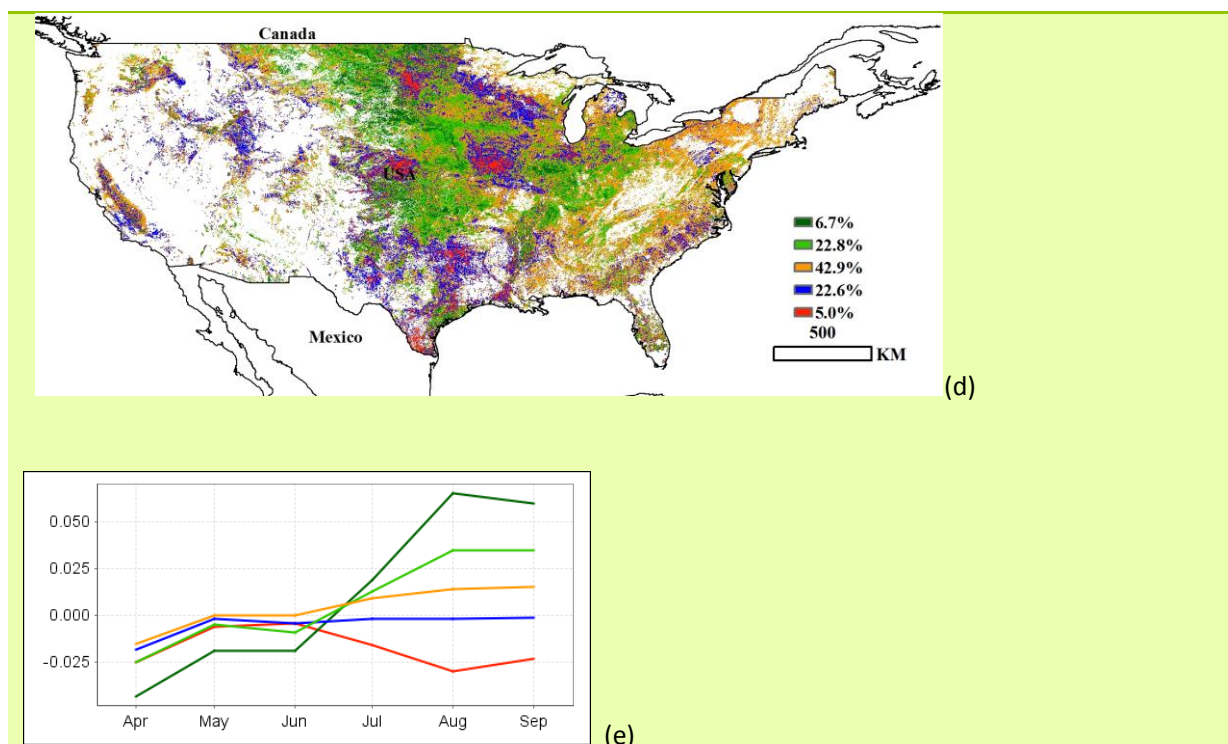 Canada
USA
6.7%
22.8%
42.9%
22.6%
5.0%
500
KM
Mexico
(d)
0.050
0.025
0.000
-0.025
Apr May Jun Jul Aug Sep
(e)